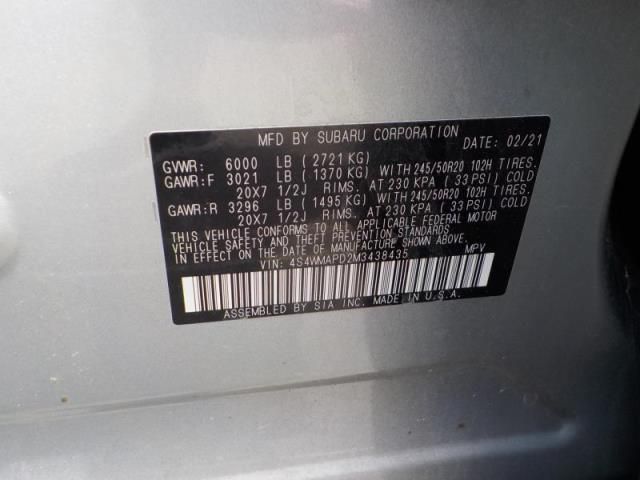 MFD BY SUBARU CORPORATION DATE: 02/21
GVWR: 6000 LB ( 2721 KG)
GAWR:F 3021 LB ( 1370 KG) WITH 245/50R20 102H TIRES.
20X7 1/2J RIMS. AT 230 KPA ( 33 PSI) COLD
GAWR:R 3296 LB ( 1495 KG) WITH 245/50R20 102H TIRES.
20X7 1/2J RIMS. AT 230 KPA ( 33 PSI) COLD
THIS VEHICLE CONFORMS TO ALL APPLICABLE FEDERAL MOTOR
VEHICLE SAFETY AND THEFT PREVENTION STANDARDS IN
EFFECT ON THE DATE OF MANUFACTURE SHOWN ABOVE.
VIN: 4S4WMAPD2M3438435 MPV
ASSEMBLED BY SIA INC. MADE IN U.S.A.